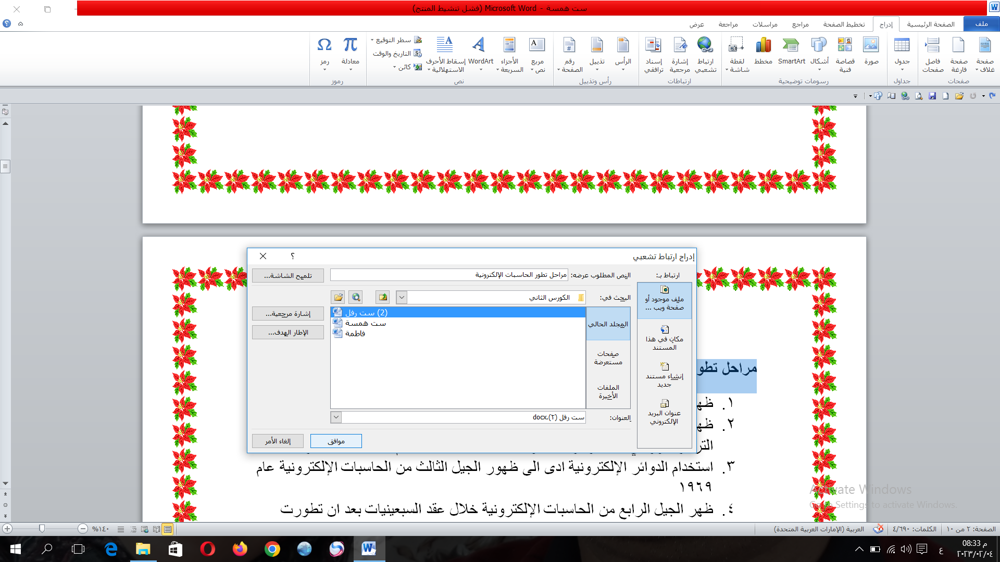 ست همسة - Microsoft Word (فشل تنشيط المنتج)
ملف
الصفحة الرئيسية
إدراج
تخطيط الصفحة
مراجع
مراسلات
مراجعة
عرض
صفحة غلاف
صفحة فارغة
فاصل صفحات
جدول
صورة
قصاصة فنية
أشكال
SmartArt
مخطط
لقطة شاشة
ارتباط تشعبي
إشارة مرجعية
إسناد ترافقي
الرأس
تذييل
رقم الصفحة
مربع نص
الأجزاء السريعة
WordArt
إسقاط الأحرف الاستهلالية
سطر التوقيع
التاريخ والوقت
كائن
معادلة
رمز
صفحات
جداول
رسومات توضيحية
ارتباطات
رأس وتذييل
نص
رموز
إدراج ارتباط تشعبي
؟
ارتباط بـ:
النص المطلوب عرضه:
مراحل تطور الحاسبات الإلكترونية
تلميح الشاشة...
ملف موجود أو
صفحة ويب ...
مكان في هذا
المستند
إنشاء مستند
جديد
عنوان البريد
الإلكتروني
البحث في:
الكورس الثاني
المجلد الحالي
صفحات
مستعرضة
الملفات
الأخيرة
ست رفل (2)
ست همسة
فاطمة
إشارة مرجعية...
الإطار الهدف...
العنوان:
ست رفل (٢).docx
موافق
إلغاء الأمر
مراحل تطو
١. ظه
٢. ظه
التر
٣. استخدام الدوائر الإلكترونية ادى الى ظهور الجيل الثالث من الحاسبات الإلكترونية عام
١٩٦٩
٤. ظهر الجيل الرابع من الحاسبات الإلكترونية خلال عقد السبعينيات بعد ان تطورت
Activate Windows
Go to Settings to activate Windows.
الصفحة: ٢ من ١٠
الكلمات: ٤/٦٩٠
العربية (الإمارات العربية المتحدة)
%١٤٠
ع
08:33 م
٢٠٢٣/٠٢/٠٤